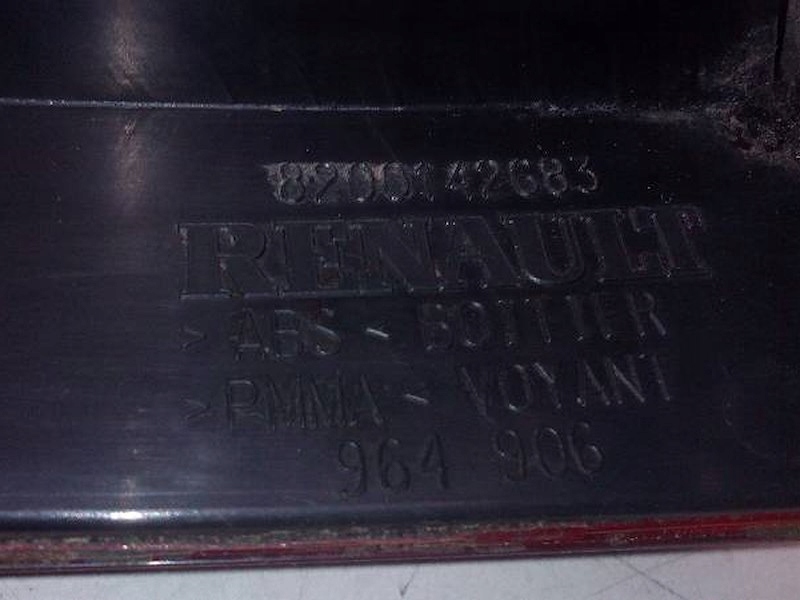 8200142683
RENAULT
>ABS< BOITIER
>PMMA< VOYANT
964 906